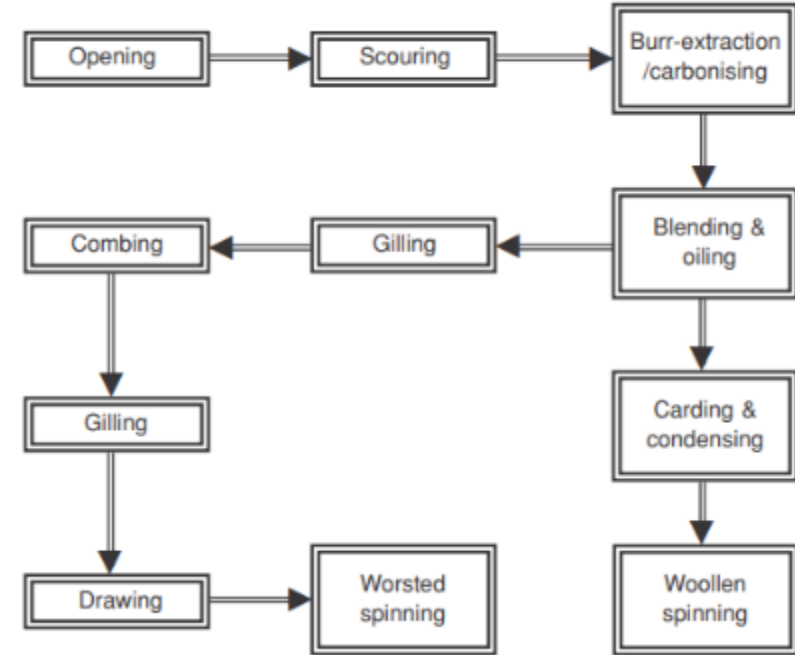 Opening
Scouring
Burr-extraction
/carbonising
Combing
Gilling
Blending &
oiling
Gilling
Carding &
condensing
Drawing
Worsted
spinning
Woollen
spinning